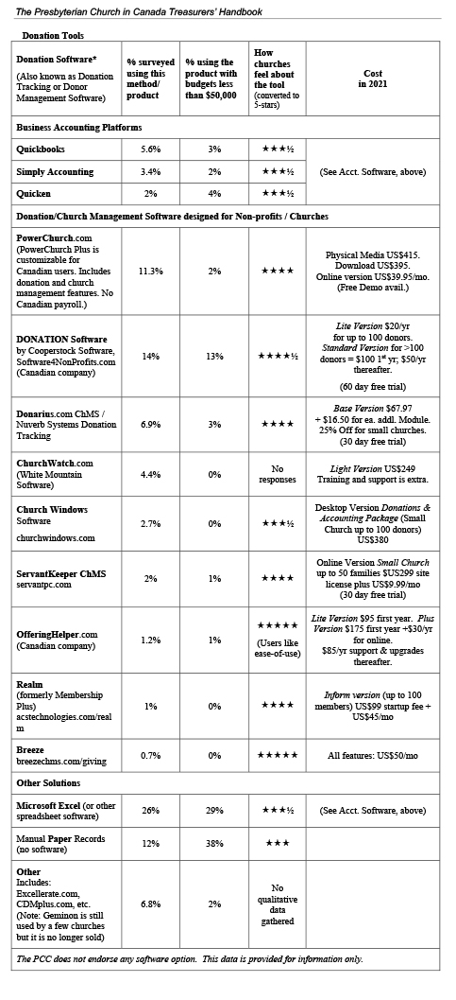 The Presbyterian Church in Canada Treasurers' Handbook
Donation Tools
Donation Software*
(Also known as Donation
Tracking or Donor
Management Software)
% surveyed
using this
method/
product
% using the
product with
budgets less
than $50,000
How
churches
feel about
the tool
(converted to
5-stars)
Cost
in 2021
Business Accounting Platforms
Quickbooks
5.6%
3%
★★★½
Simply Accounting
3.4%
2%
★★★½
(See Acct. Software, above)
Quicken
2%
4%
★★★½
Donation/Church Management Software designed for Non-profits / Churches
PowerChurch.com
(PowerChurch Plus is
customizable for
Canadian users. Includes
donation and church
management features. No
Canadian payroll.)
11.3%
2%
★★★★
Physical Media US$415.
Download US$395.
Online version US$39.95/mo.
(Free Demo avail.)
DONATION Software
by Cooperstock Software,
Software4NonProfits.com
(Canadian company)
14%
13%
★★★★½
Lite Version $20/yr
for up to 100 donors.
Standard Version for >100
donors = $100 1st yr; $50/yr
thereafter.
(60 day free trial)
Donarius.com ChMS /
Nuverb Systems Donation
Tracking
6.9%
3%
★★★★
Base Version $67.97
+ $16.50 for ea. addl. Module.
25% Off for small churches.
(30 day free trial)
ChurchWatch.com
(White Mountain
Software)
4.4%
0%
No
responses
Light Version US$249
Training and support is extra.
Church Windows
Software
churchwindows.com
2.7%
0%
★★★½
Desktop Version Donations &
Accounting Package (Small
Church up to 100 donors)
US$380
ServantKeeper ChMS
servantpc.com
2%
1%
★★★★
Online Version Small Church
up to 50 families $US299 site
license plus US$9.99/mo
(30 day free trial)
OfferingHelper.com
(Canadian company)
1.2%
1%
★★★★★
(Users like
ease-of-use)
Lite Version $95 first year. Plus
Version $175 first year +$30/yr
for online.
$85/yr support & upgrades
thereafter.
Realm
(formerly Membership
Plus)
acstechnologies.com/real
m
1%
0%
★★★★
Inform version (up to 100
members) US$99 startup fee +
US$45/mo
Breeze
breezechms.com/giving
0.7%
0%
★★★★★
All features: US$50/mo
Other Solutions
Microsoft Excel (or other
spreadsheet software)
26%
29%
★★★½
(See Acct. Software, above)
Manual Paper Records
(no software)
12%
38%
★★★
Other
Includes:
Excellerate.com,
CDMplus.com, etc.
(Note: Geminon is still
used by a few churches
but it is no longer sold)
6.8%
2%
No
qualitative
data
gathered
The PCC does not endorse any software option. This data is provided for information only.